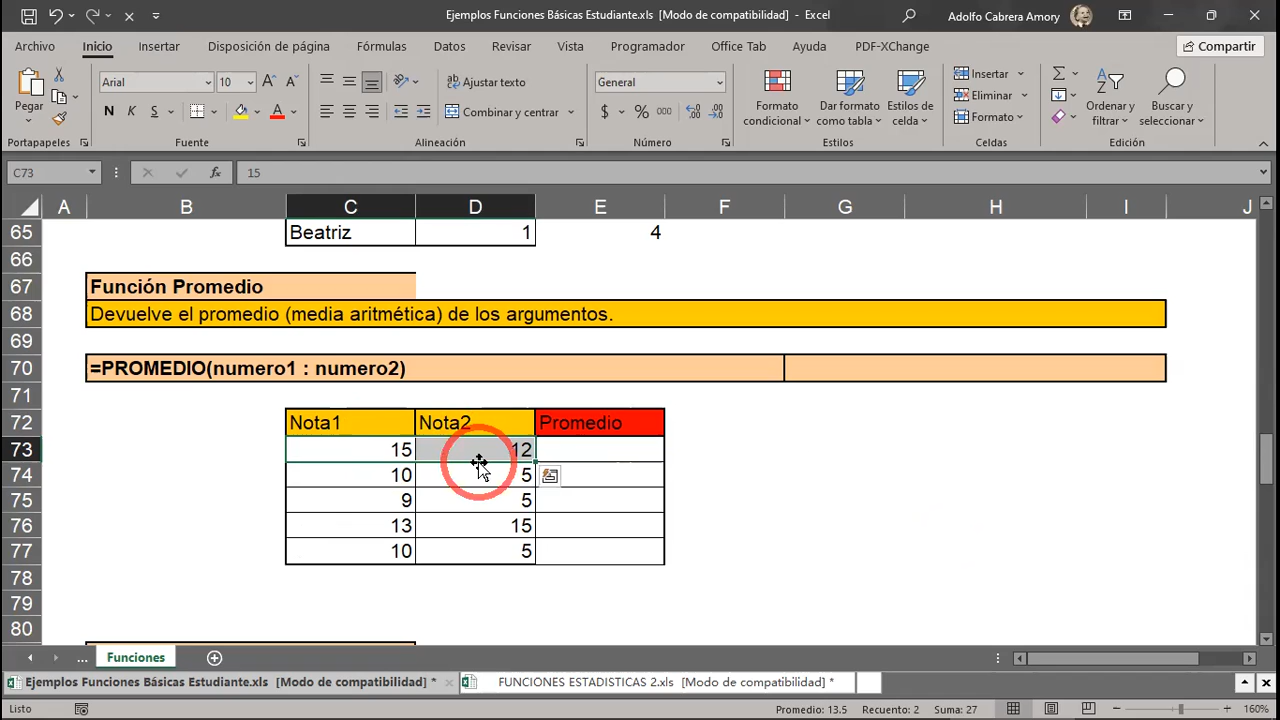 Ejemplos Funciones Básicas Estudiante.xls [Modo de compatibilidad] - Excel
Adolfo Cabrera Amory
Archivo Inicio Insertar Disposición de página Fórmulas Datos Revisar Vista Programador Office Tab Ayuda PDF-XChange Compartir
Pegar
Arial 10
N K S
Ajustar texto
Combinar y centrar
General
$ % 000
Formato condicional
Dar formato como tabla
Estilos de celda
Insertar
Eliminar
Formato
Ordenar y filtrar
Buscar y seleccionar
Portapapeles Fuente Alineación Número Estilos Celdas Edición
C73 fx 15
A B C D E F G H I J
65 Beatriz 1 4
66
67 Función Promedio
68 Devuelve el promedio (media aritmética) de los argumentos.
69
70 =PROMEDIO(numero1 : numero2)
71
72 Nota1 Nota2 Promedio
73 15 12
74 10 5
75 9 5
76 13 15
77 10 5
78
79
80
... Funciones
Ejemplos Funciones Básicas Estudiante.xls [Modo de compatibilidad] * FUNCIONES ESTADISTICAS 2.xls [Modo de compatibilidad] *
Listo Promedio: 13.5 Recuento: 2 Suma: 27 160%